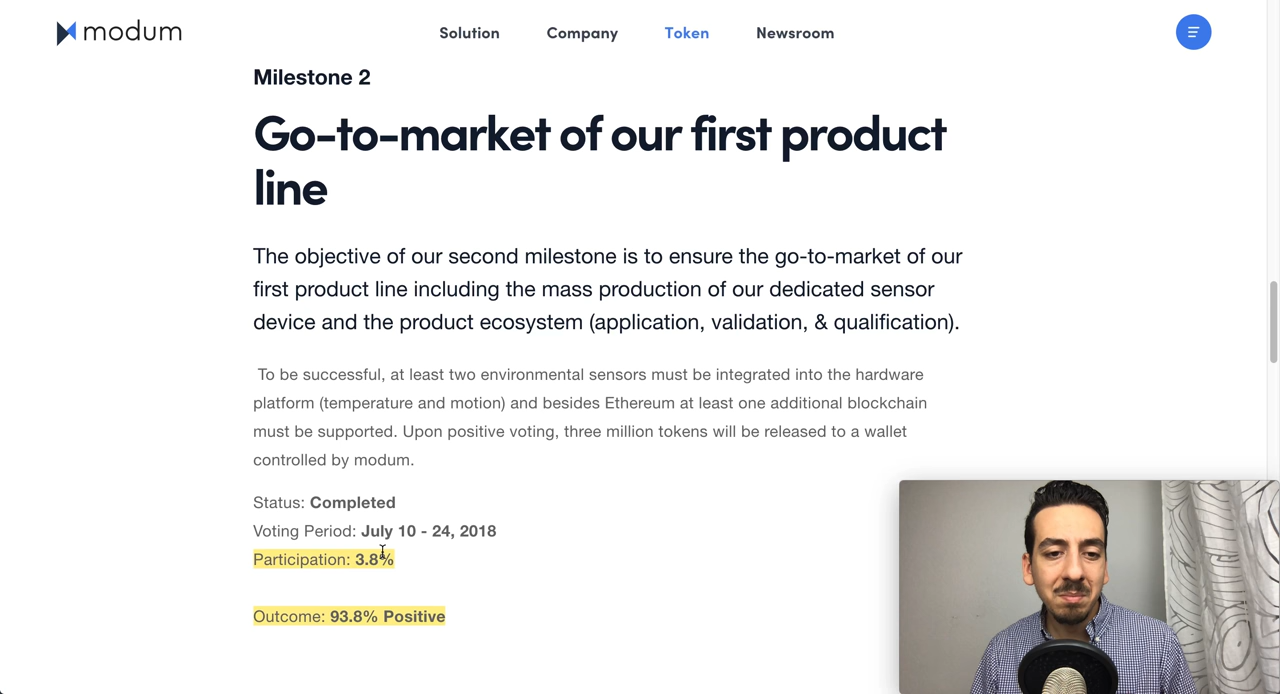 modum
Solution Company Token Newsroom
Milestone 2
Go-to-market of our first product
line
The objective of our second milestone is to ensure the go-to-market of our
first product line including the mass production of our dedicated sensor
device and the product ecosystem (application, validation, & qualification).
To be successful, at least two environmental sensors must be integrated into the hardware
platform (temperature and motion) and besides Ethereum at least one additional blockchain
must be supported. Upon positive voting, three million tokens will be released to a wallet
controlled by modum.
Status: Completed
Voting Period: July 10 - 24, 2018
Participation: 3.8%
Outcome: 93.8% Positive